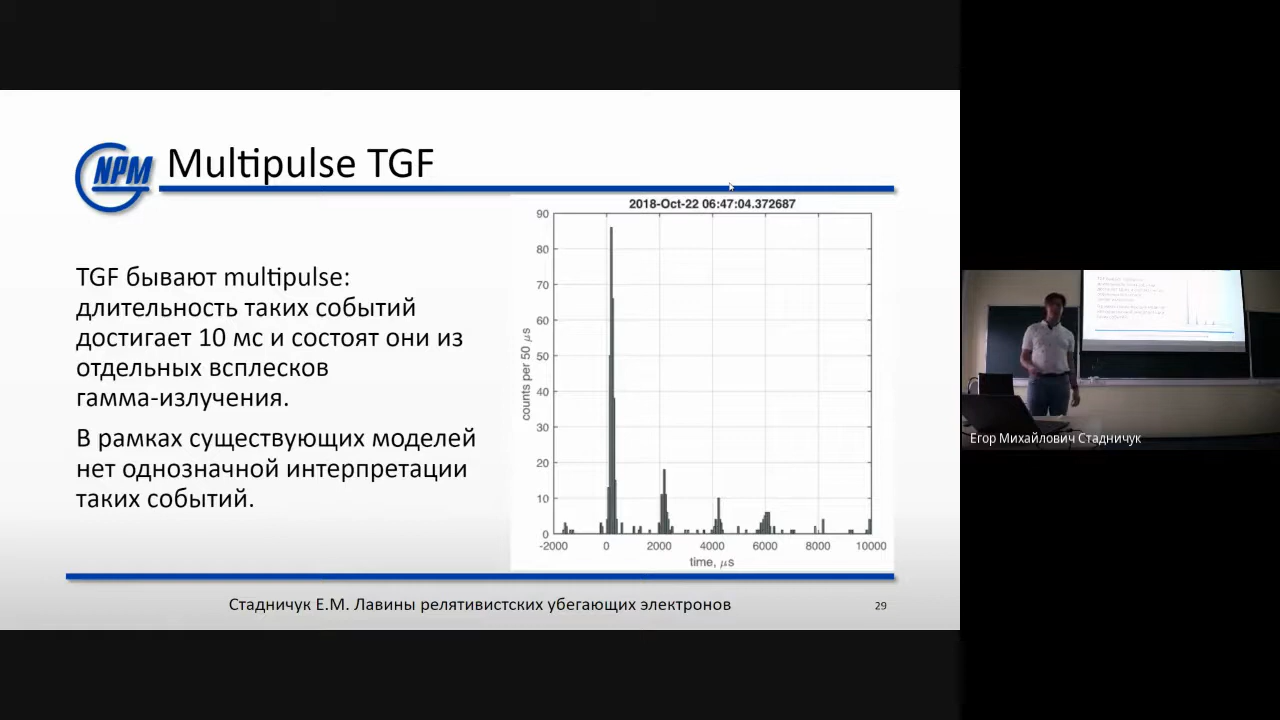 NPM
Multipulse TGF
TGF бывают multipulse:
длительность таких событий
достигает 10 мс и состоят они из
отдельных всплесков
гамма-излучения.
В рамках существующих моделей
нет однозначной интерпретации
таких событий.
2018-Oct-22 06:47:04.372687
counts per 50 μs
90
80
70
60
50
40
30
20
10
0
-2000 0 2000 4000 6000 8000 10000
time, μs
Стадничук Е.М. Лавины релятивистских убегающих электронов
29
Егор Михайлович Стадничук